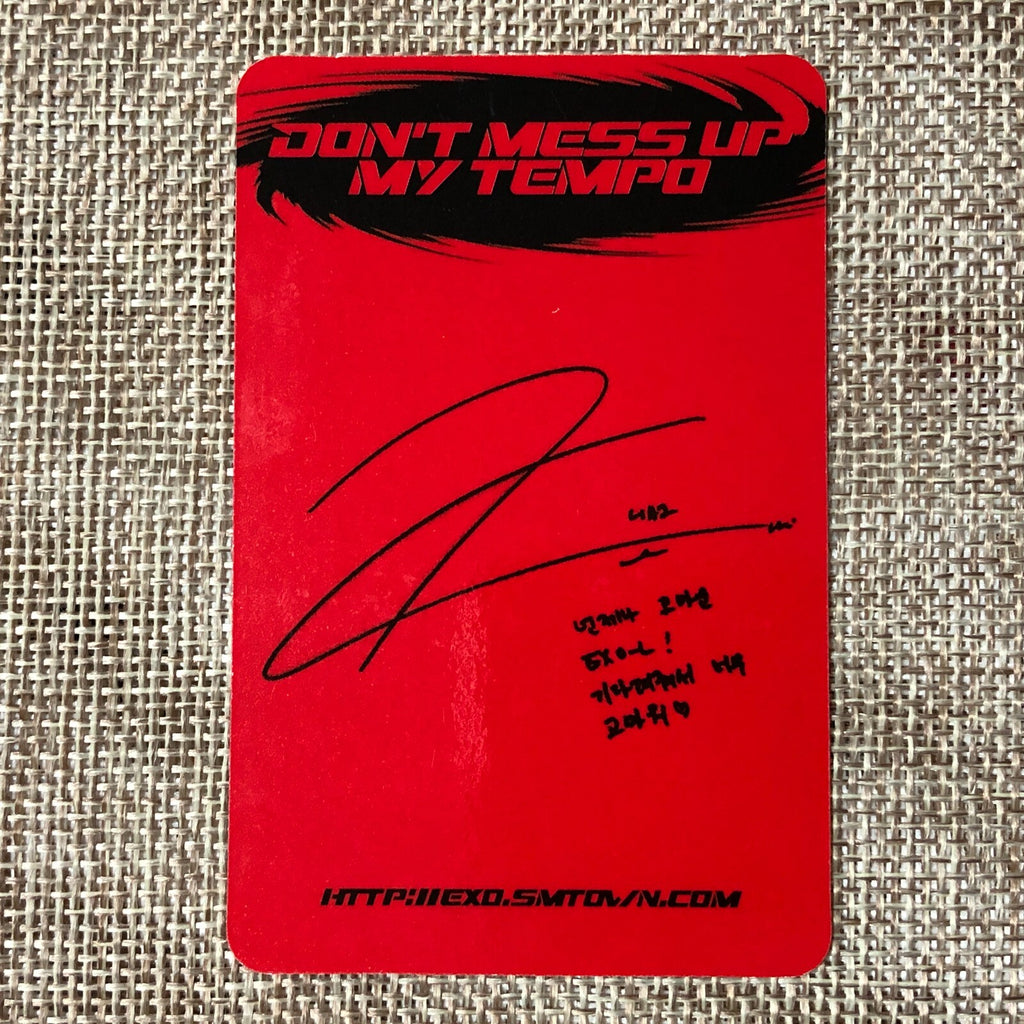 DON'T MESS UP
MY TEMPO
언제나 고마운
EXO-L!
기다려줘서 너무
고마워♡
HTTP://EXO.SMTOWN.COM